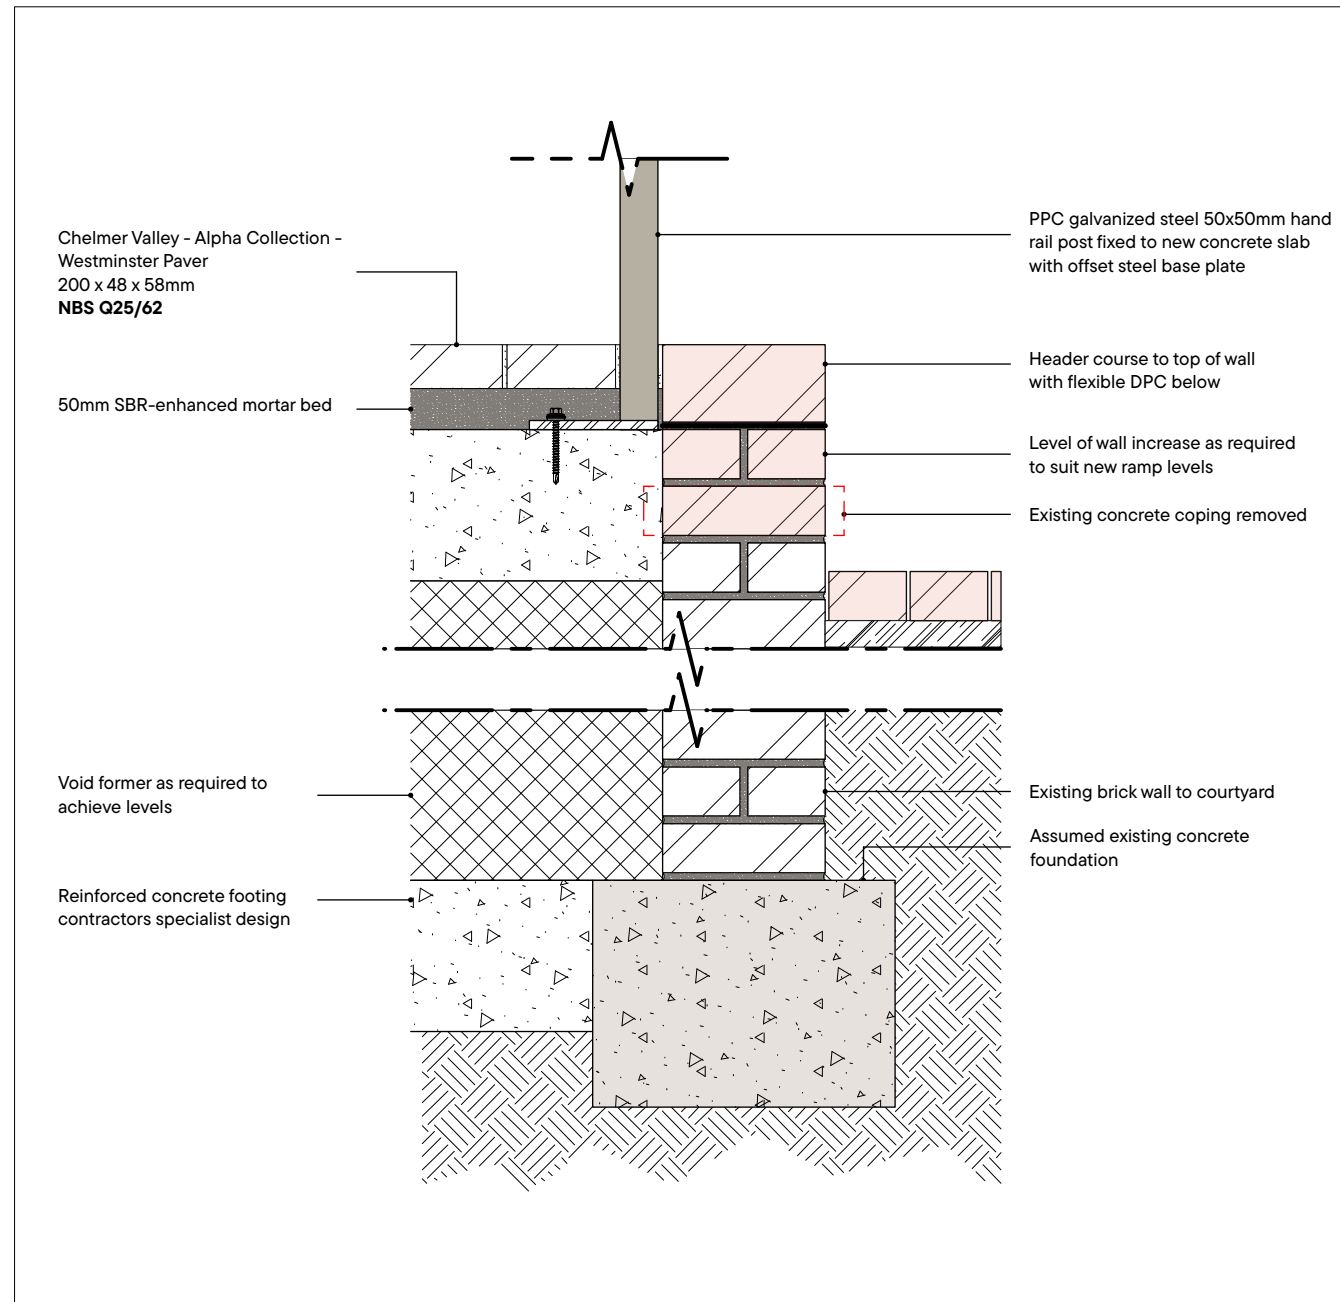 Chelmer Valley - Alpha Collection -
Westminster Paver
200 x 48 x 58mm
NBS Q25/62
50mm SBR-enhanced mortar bed
Void former as required to
achieve levels
Reinforced concrete footing
contractors specialist design
PPC galvanized steel 50x50mm hand
rail post fixed to new concrete slab
with offset steel base plate
Header course to top of wall
with flexible DPC below
Level of wall increase as required
to suit new ramp levels
Existing concrete coping removed
Existing brick wall to courtyard
Assumed existing concrete
foundation